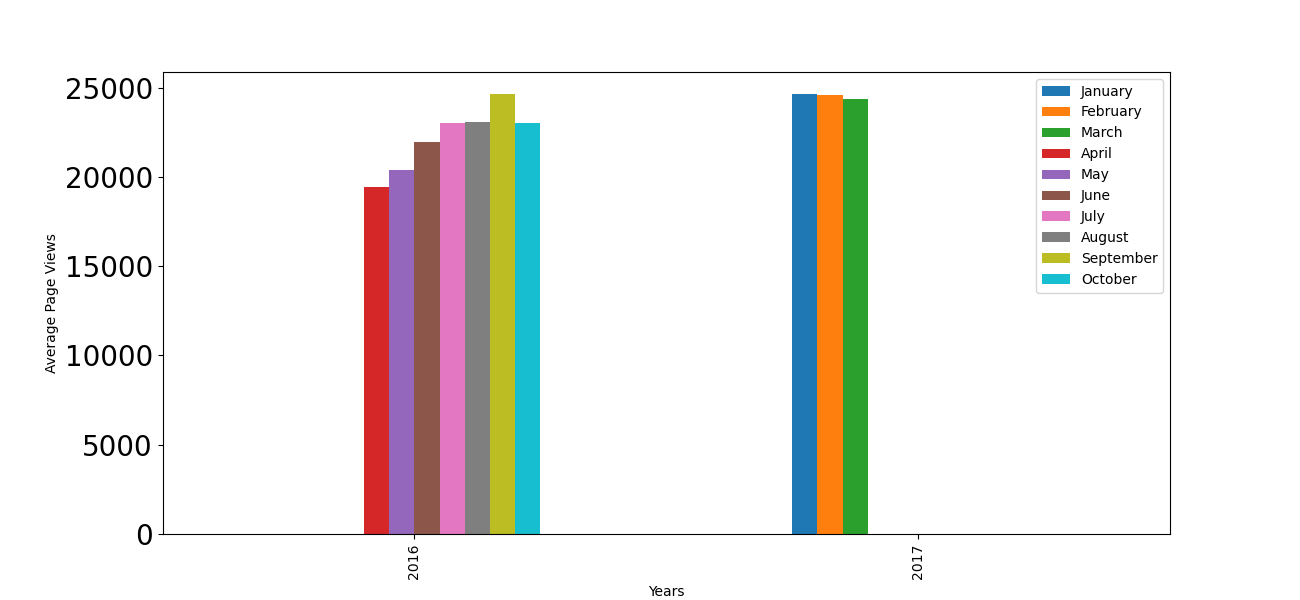 25000
20000
15000
10000
5000
0
Average Page Views
2016
2017
Years
January
February
March
April
May
June
July
August
September
October